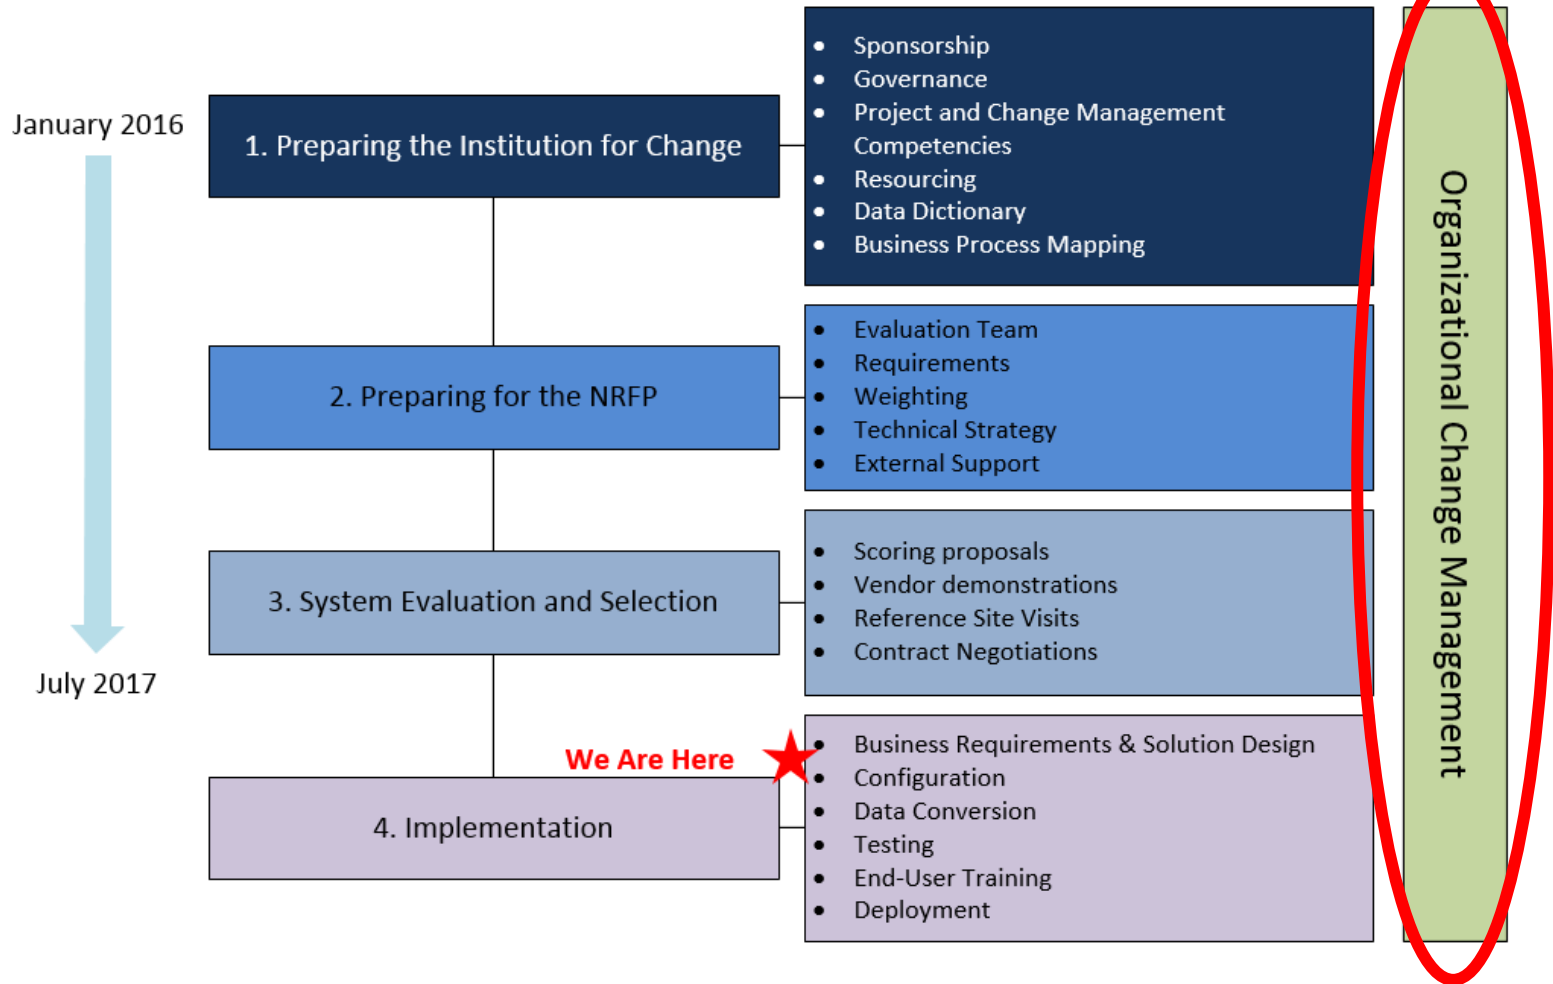 January 2016
July 2017
1. Preparing the Institution for Change
• Sponsorship
• Governance
• Project and Change Management
Competencies
• Resourcing
• Data Dictionary
• Business Process Mapping
2. Preparing for the NRFP
• Evaluation Team
• Requirements
• Weighting
• Technical Strategy
• External Support
3. System Evaluation and Selection
• Scoring proposals
• Vendor demonstrations
• Reference Site Visits
• Contract Negotiations
We Are Here
4. Implementation
• Business Requirements & Solution Design
• Configuration
• Data Conversion
• Testing
• End-User Training
• Deployment
Organizational Change Management